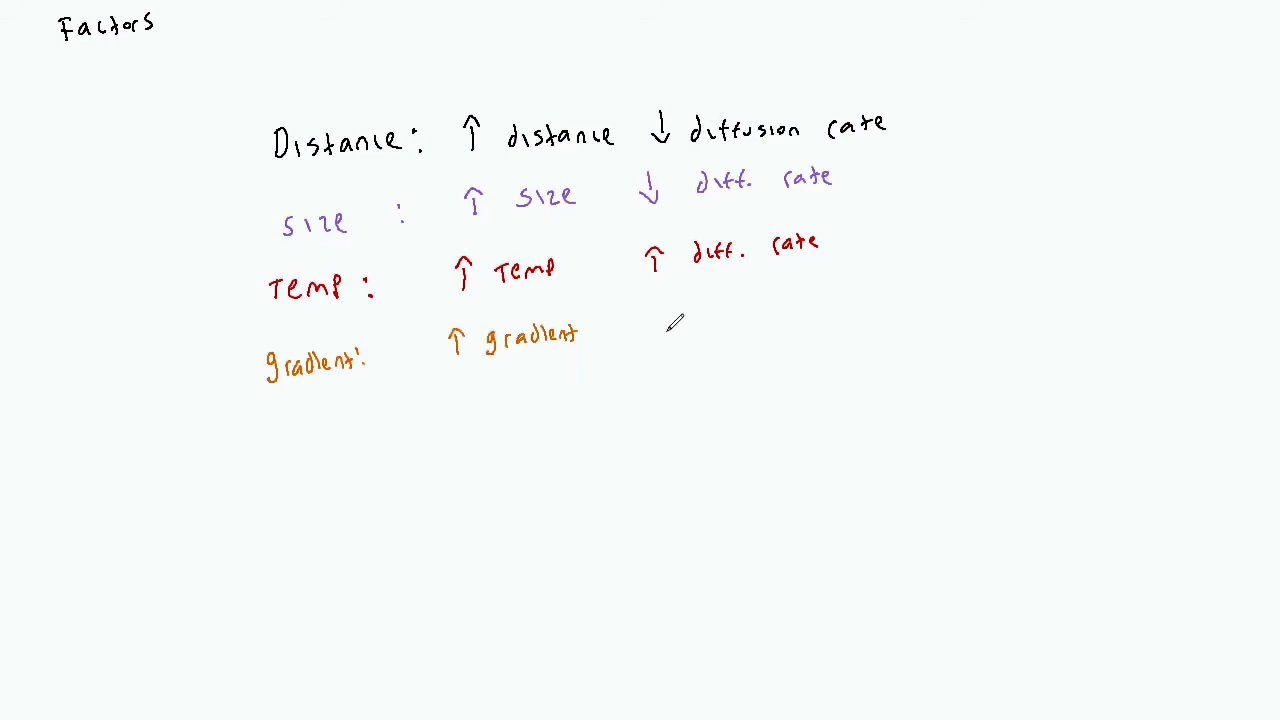 Factors
Distance: ↑ distance ↓ diffusion rate
size : ↑ size ↓ diff. rate
Temp: ↑ Temp ↑ diff. rate
gradient: ↑ gradient